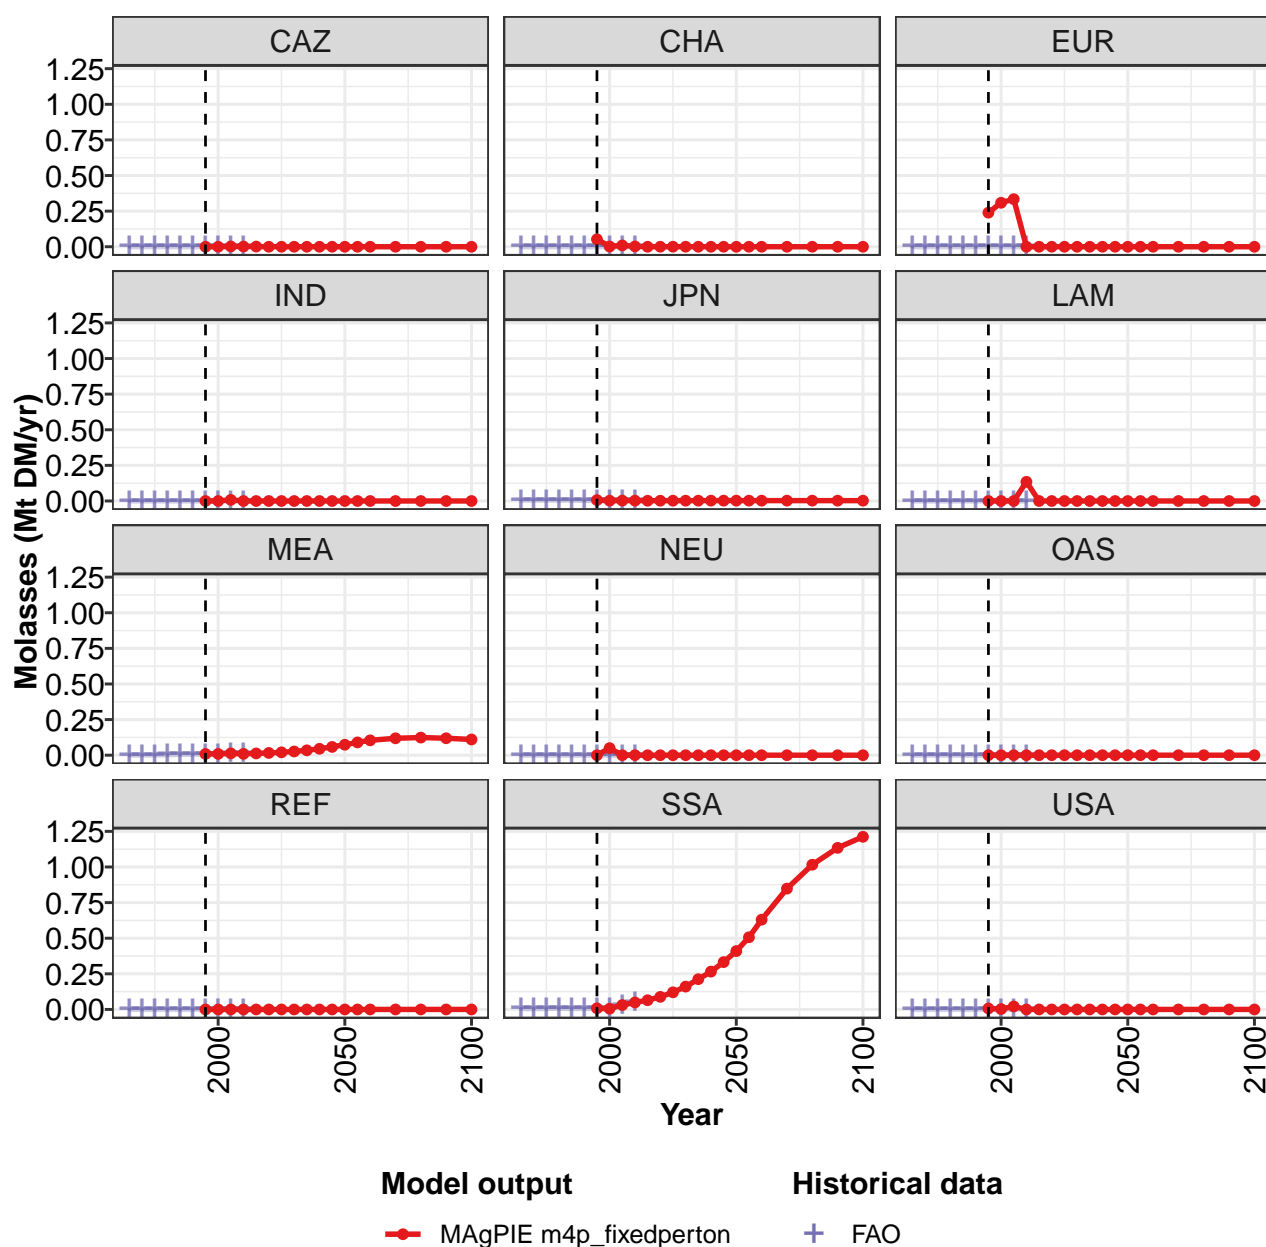 CAZ CHA EUR
1.25
1.00
0.75
0.50
0.25
0.00
IND JPN LAM
1.25
1.00
0.75
0.50
0.25
0.00
MEA NEU OAS
1.25
1.00
0.75
0.50
0.25
0.00
REF SSA USA
1.25
1.00
0.75
0.50
0.25
0.00
Molasses (Mt DM/yr)
2000 2050 2100 2000 2050 2100 2000 2050 2100
Year
Model output Historical data
MAgPIE m4p_fixedperton FAO